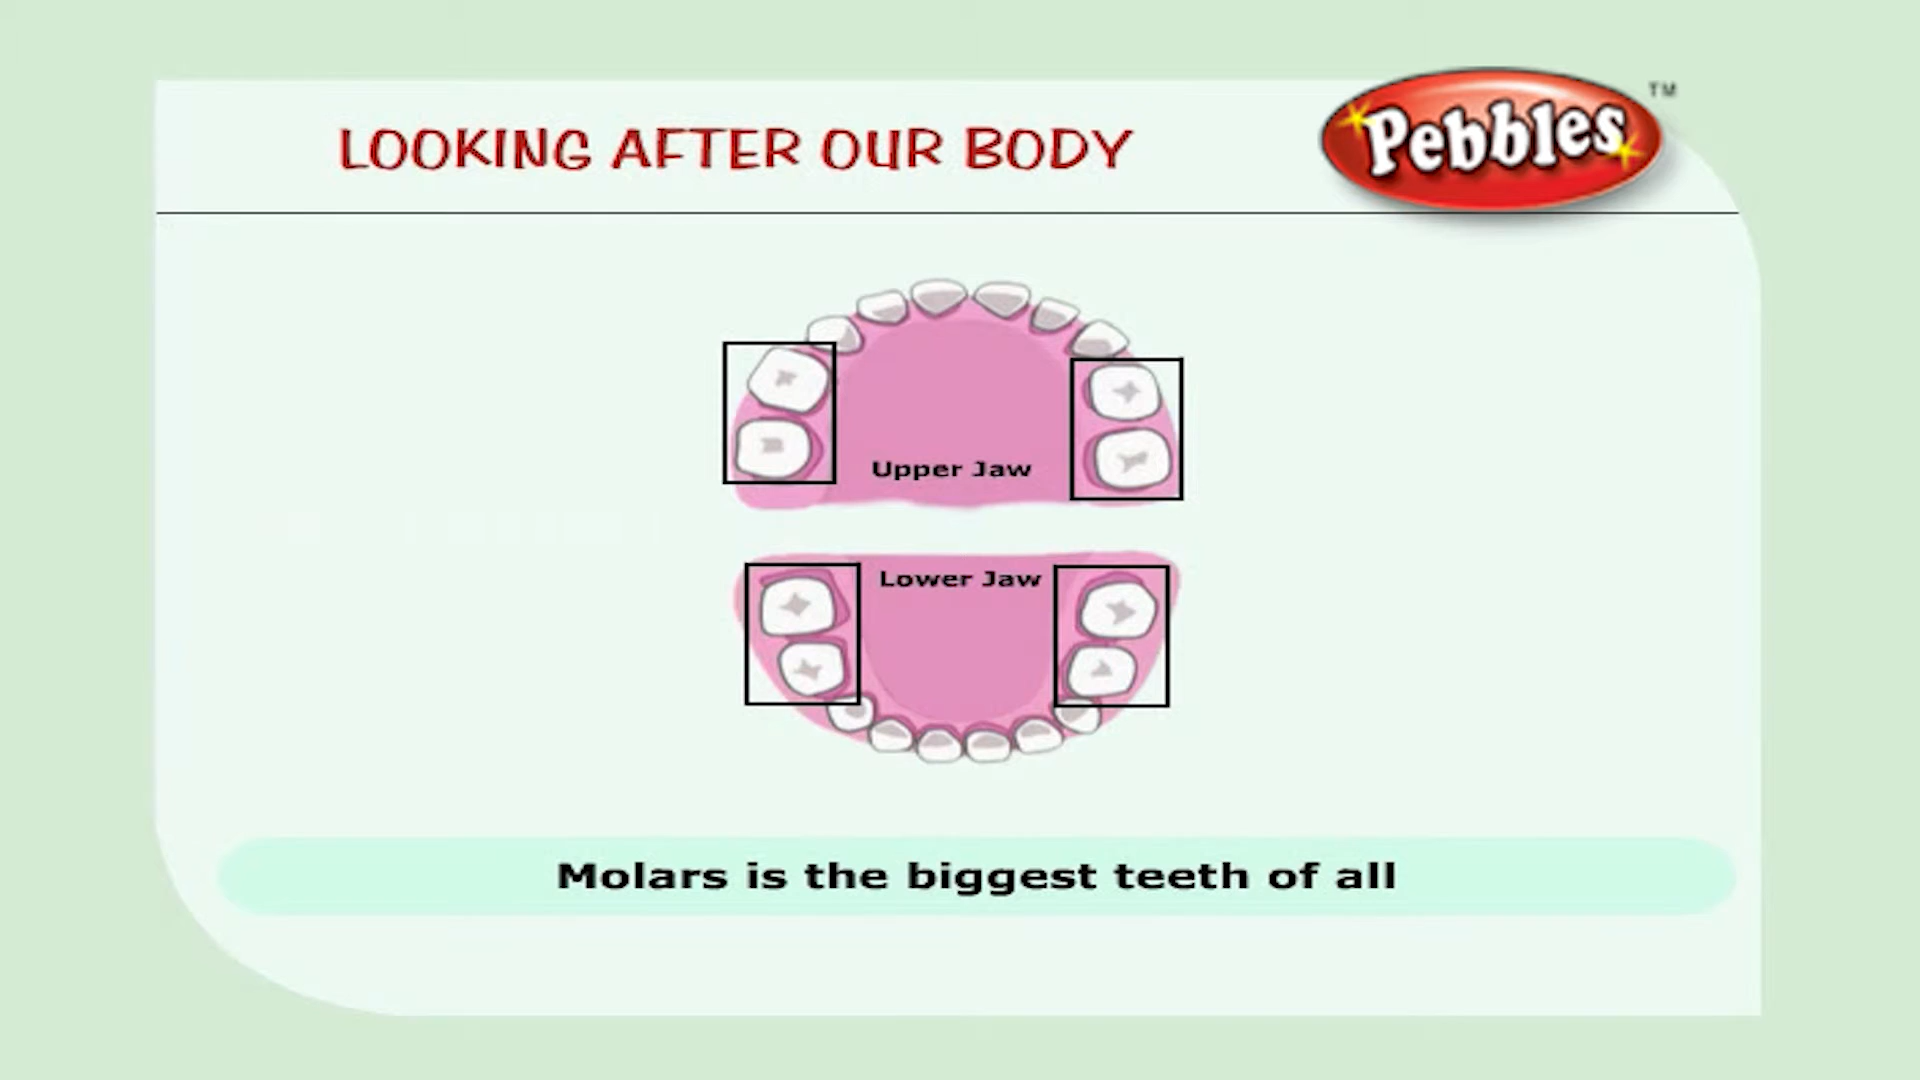 LOOKING AFTER OUR BODY
Pebbles TM
Upper Jaw
Lower Jaw
Molars is the biggest teeth of all